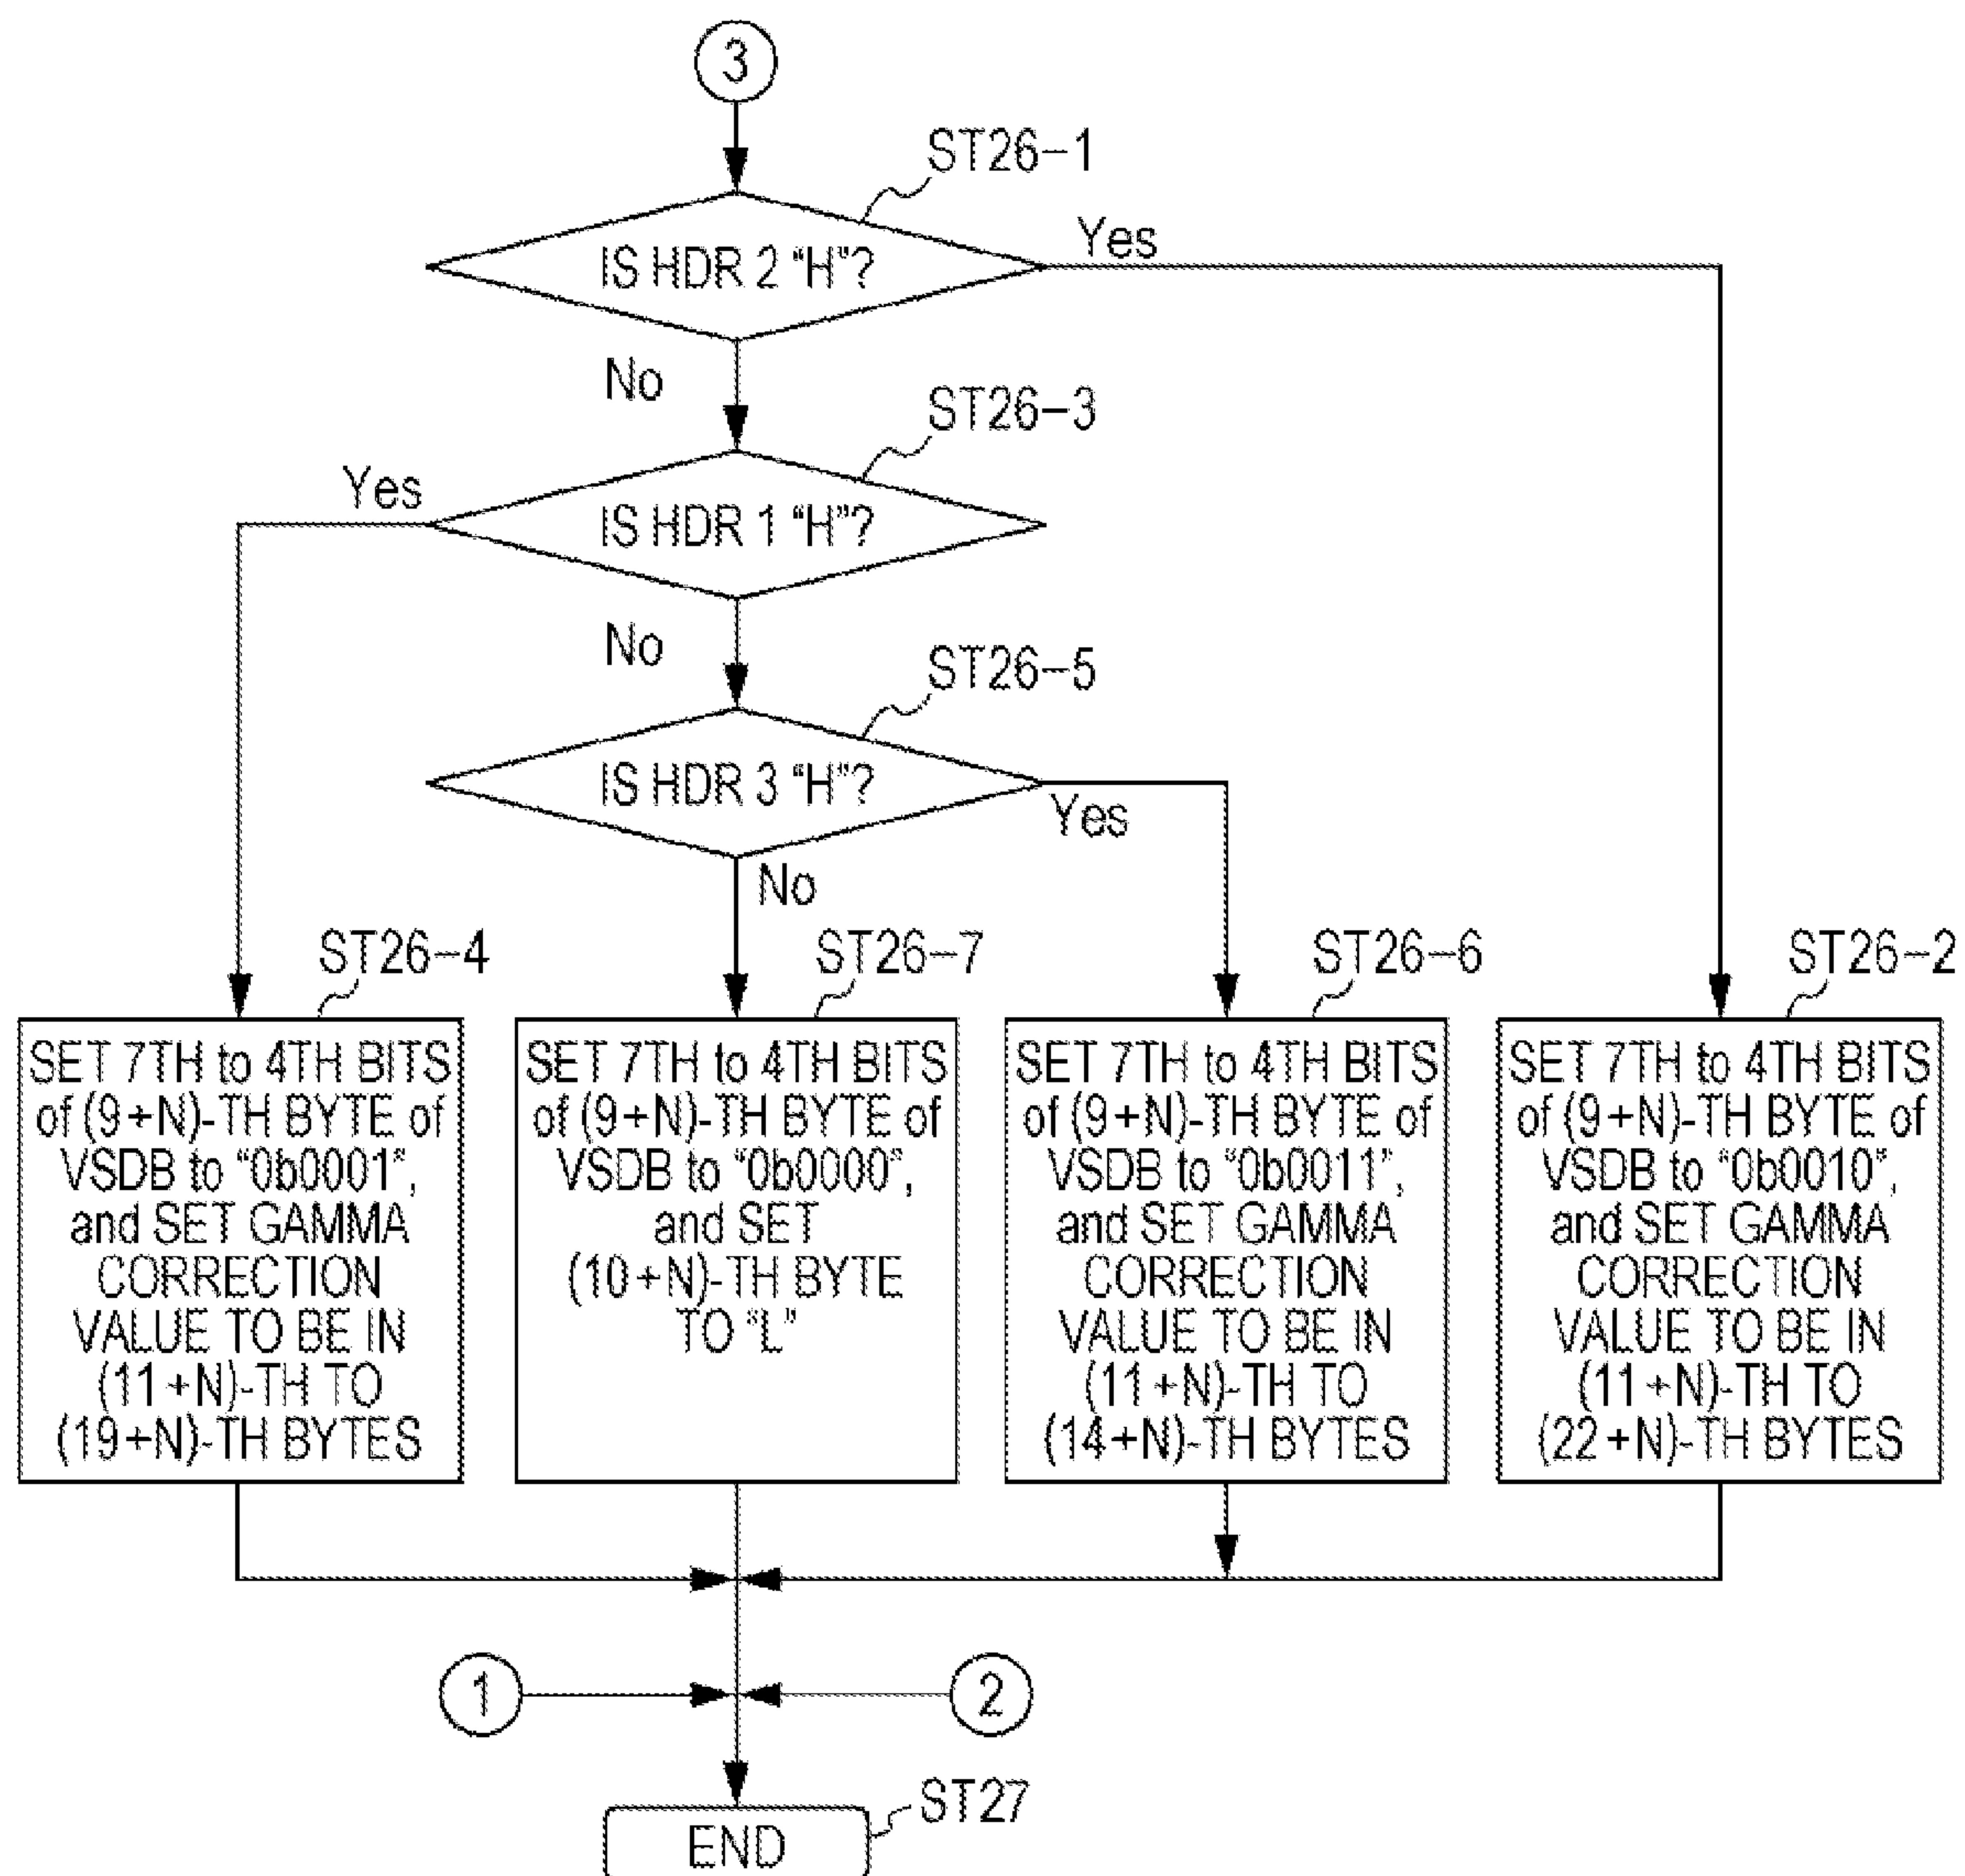 3
ST26-1
IS HDR 2 “H”?
Yes
No
ST26-3
Yes
IS HDR 1 “H”?
No
ST26-5
IS HDR 3 “H”?
Yes
No
ST26-4
SET 7TH to 4TH BITS
of (9+N)-TH BYTE of
VSDB to “0b0001”,
and SET GAMMA
CORRECTION
VALUE TO BE IN
(11+N)-TH TO
(19+N)-TH BYTES
ST26-7
SET 7TH to 4TH BITS
of (9+N)-TH BYTE of
VSDB to “0b0000”,
and SET
(10+N)-TH BYTE
TO “L”
ST26-6
SET 7TH to 4TH BITS
of (9+N)-TH BYTE of
VSDB to “0b0011”,
and SET GAMMA
CORRECTION
VALUE TO BE IN
(11+N)-TH TO
(14+N)-TH BYTES
ST26-2
SET 7TH to 4TH BITS
of (9+N)-TH BYTE of
VSDB to “0b0010”,
and SET GAMMA
CORRECTION
VALUE TO BE IN
(11+N)-TH TO
(22+N)-TH BYTES
1
2
ST27
END